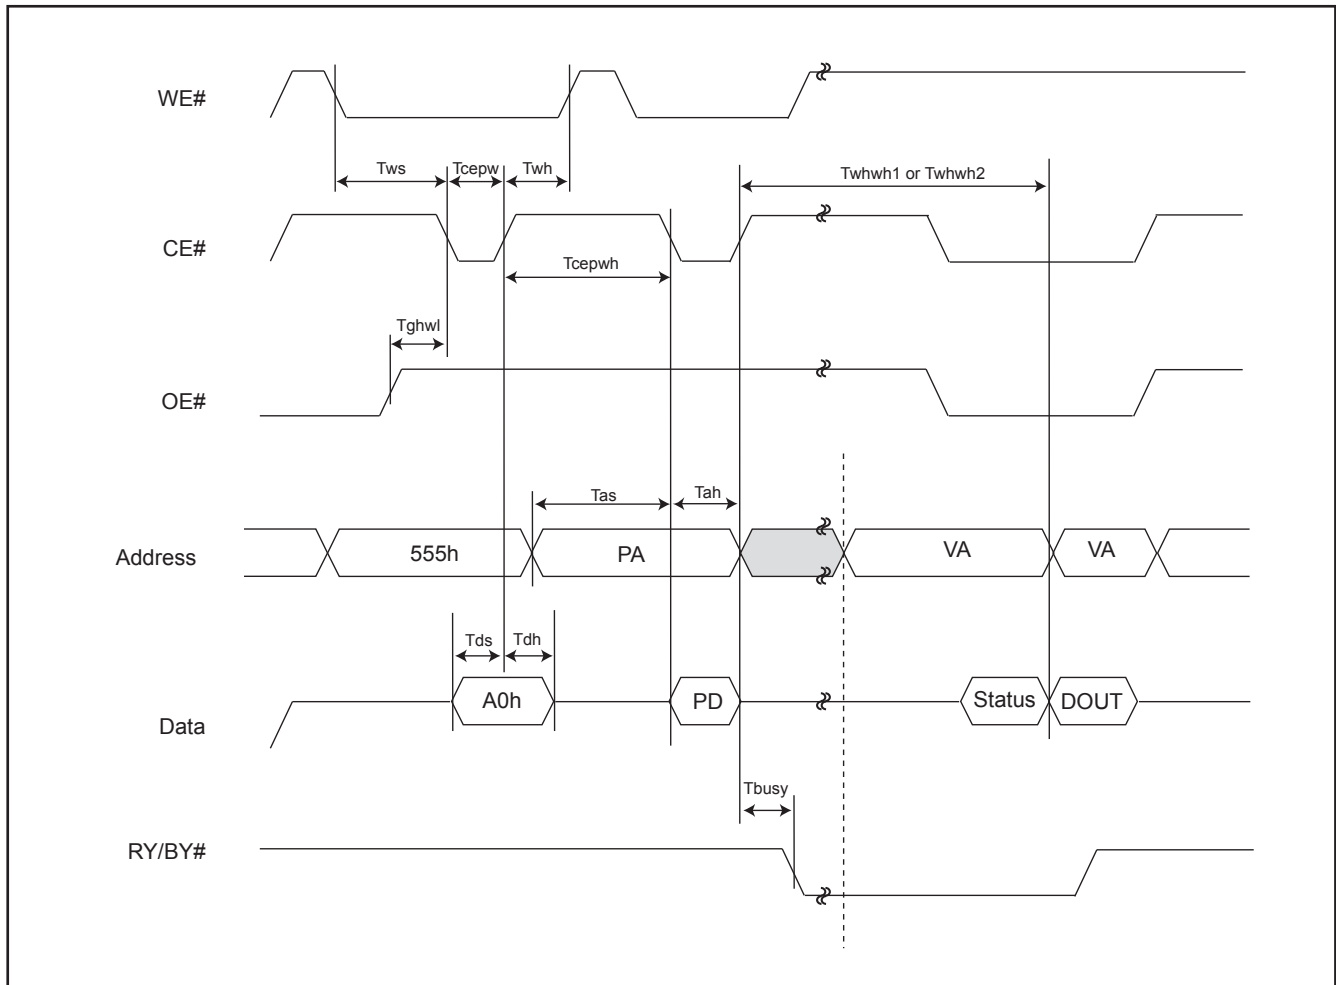 WE#
Tws
Tcepw
Twh
Twhwh1 or Twhwh2
CE#
Tcepwh
Tghwl
OE#
Tas
Tah
Address
555h
PA
VA
VA
Tds
Tdh
Data
A0h
PD
Status
DOUT
Tbusy
RY/BY#